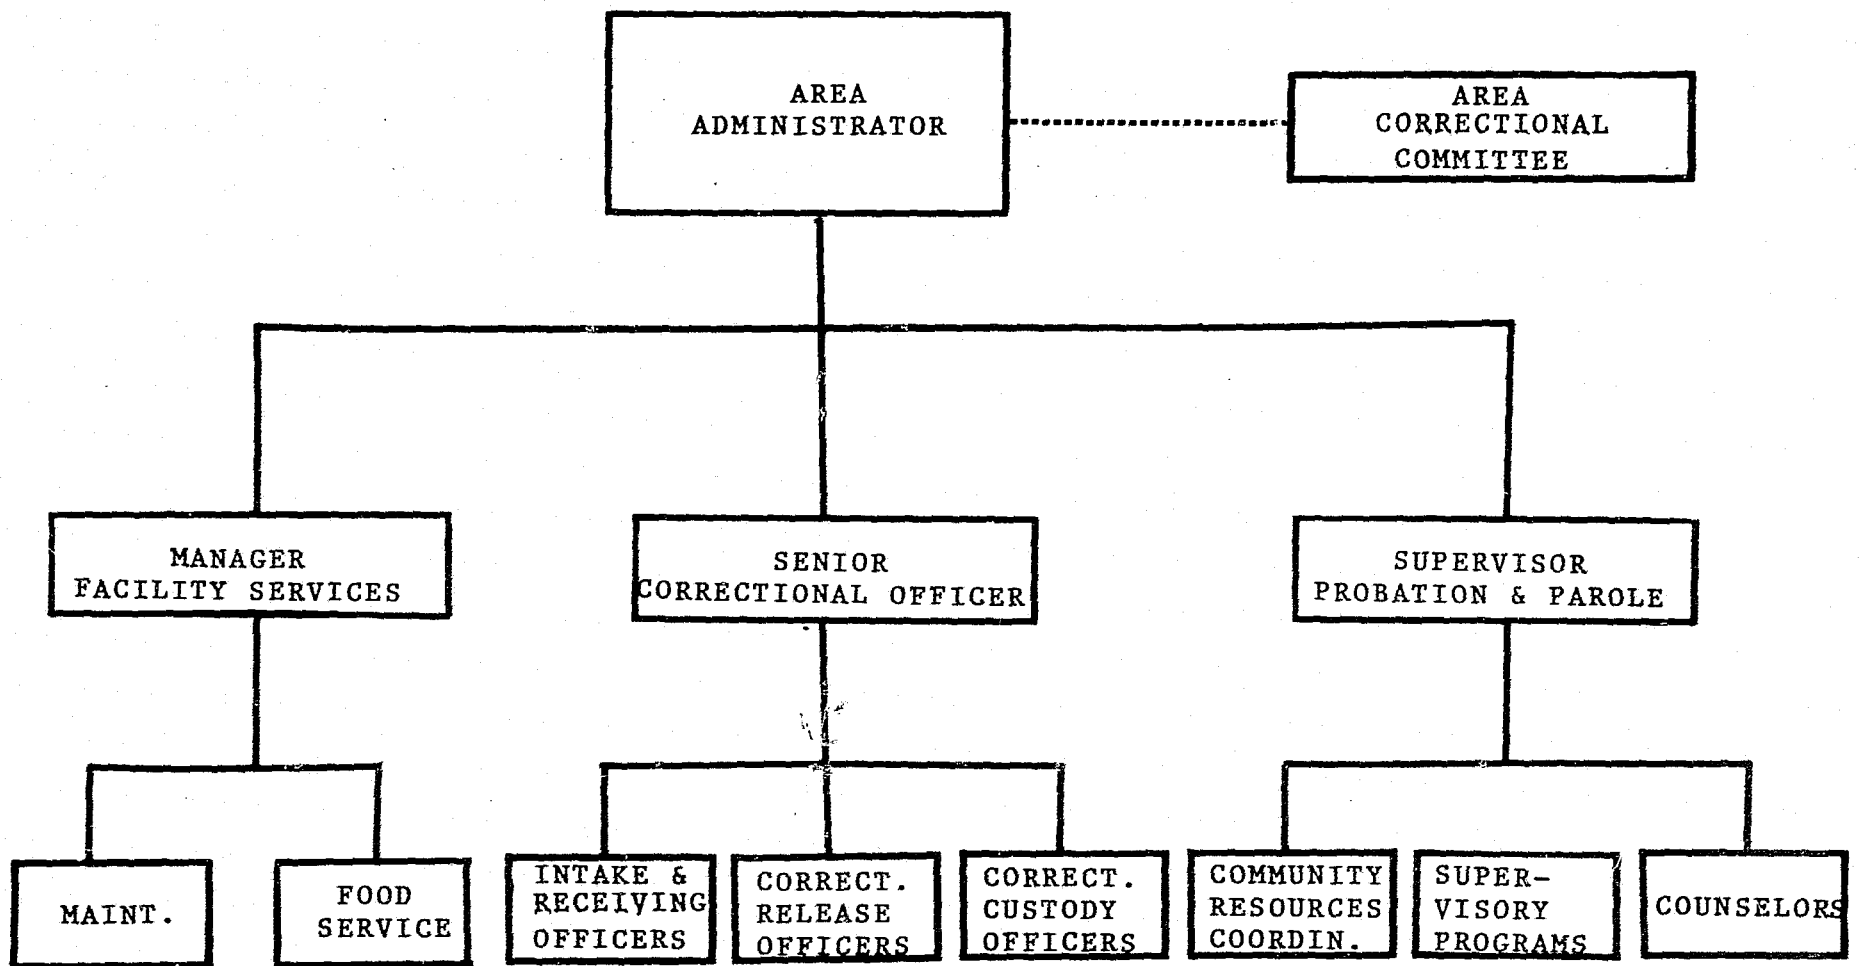 AREA
ADMINISTRATOR
AREA
CORRECTIONAL
COMMITTEE
MANAGER
FACILITY SERVICES
SENIOR
CORRECTIONAL OFFICER
SUPERVISOR
PROBATION & PAROLE
MAINT.
FOOD
SERVICE
INTAKE &
RECEIVING
OFFICERS
CORRECT.
RELEASE
OFFICERS
CORRECT.
CUSTODY
OFFICERS
COMMUNITY
RESOURCES
COORDIN.
SUPER-
VISORY
PROGRAMS
COUNSELORS